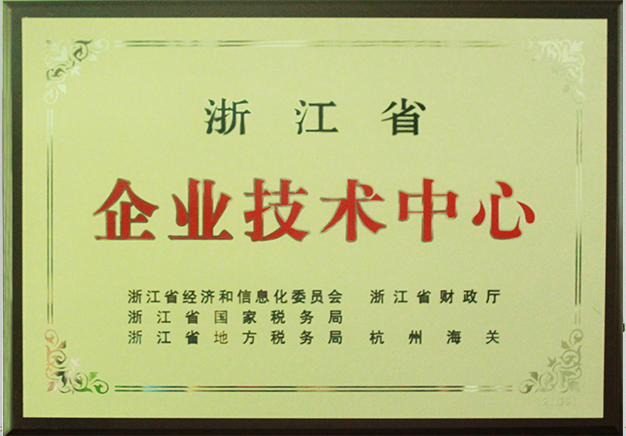 浙江省
企业技术中心
浙江省经济和信息化委员会 浙江省财政厅
浙江省国家税务局
浙江省地方税务局 杭州海关